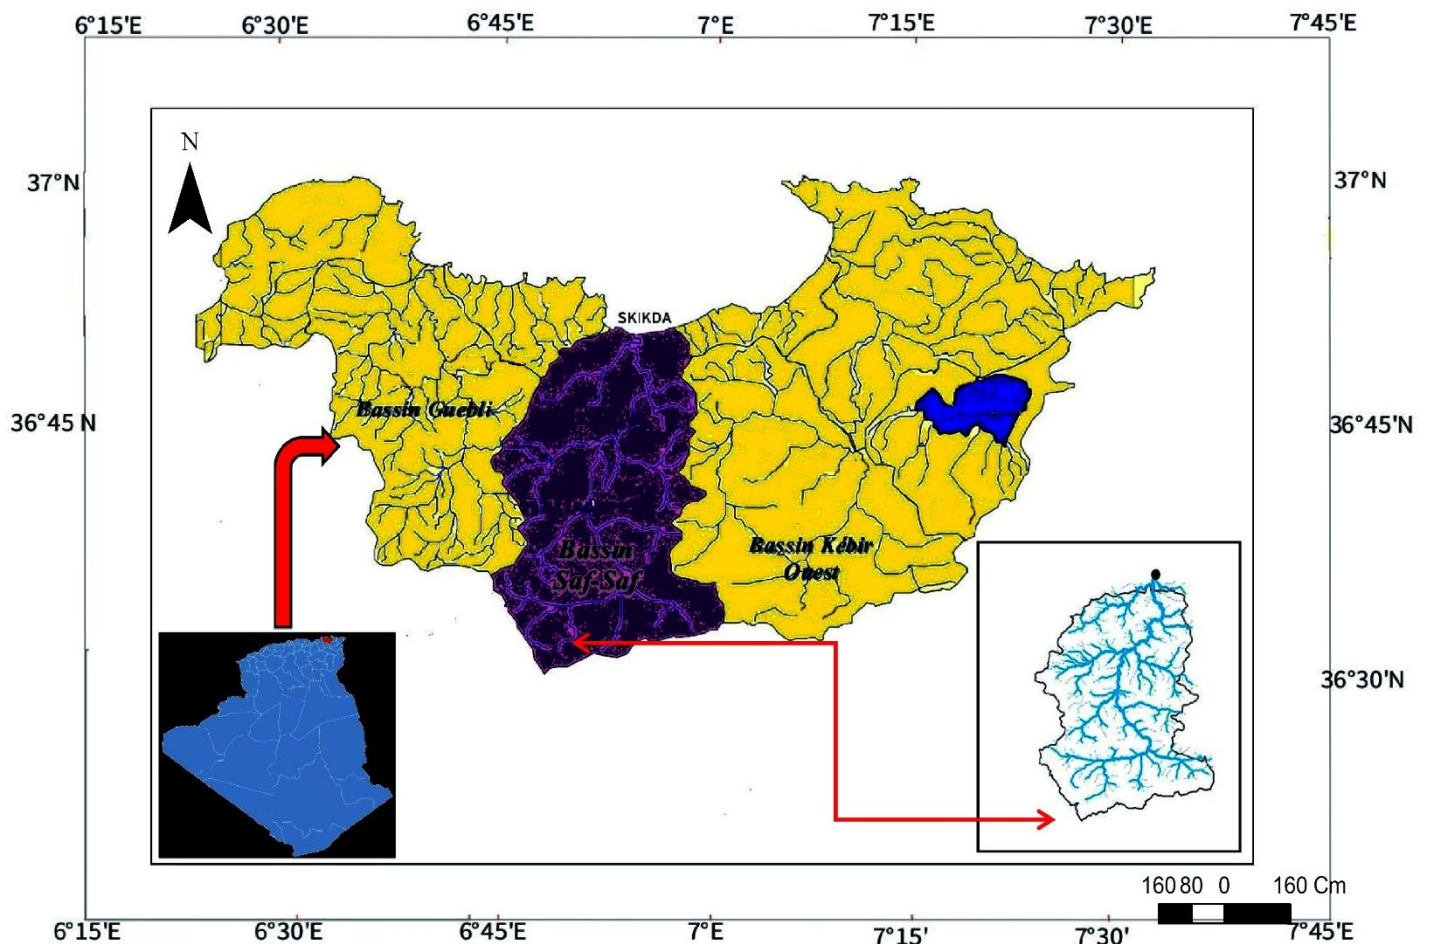 6°15'E 6°30'E 6°45'E 7°E 7°15'E 7°30'E 7°45'E
N
37°N 37°N
SKIKDA
Bassin Guebli
36°45 N 36°45'N
Bassin
Saf-Saf
Bassin Kébir
Ouest
36°30'N
160 80 0 160 Cm
6°15'E 6°30'E 6°45'E 7°E 7°15' 7°30' 7°45'E